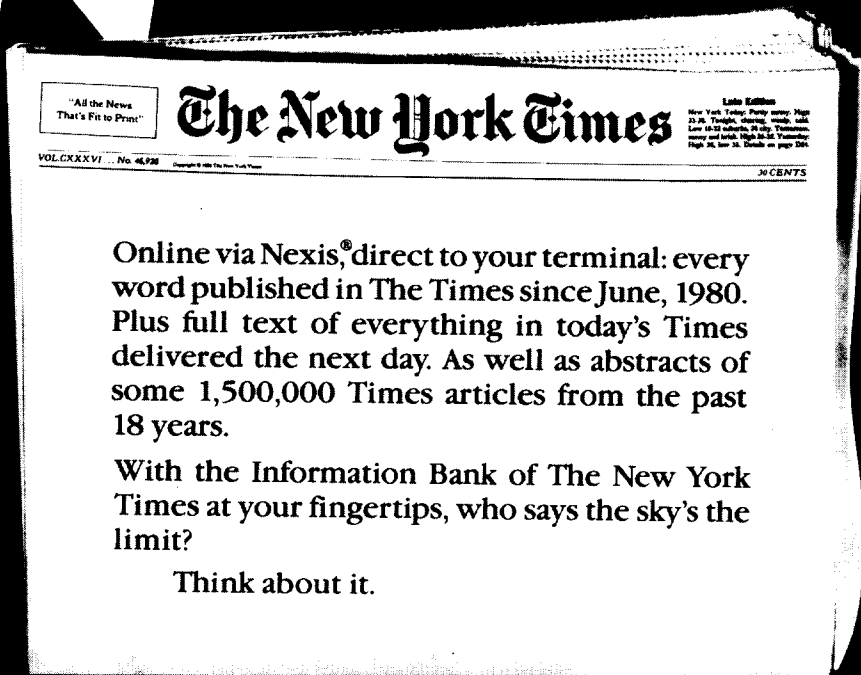 "All the News
That's Fit to Print"
The New York Times
Late Edition
VOL.CXXXVI ... No. 46,938
30 CENTS
Online via Nexis,® direct to your terminal: every
word published in The Times since June, 1980.
Plus full text of everything in today's Times
delivered the next day. As well as abstracts of
some 1,500,000 Times articles from the past
18 years.
With the Information Bank of The New York
Times at your fingertips, who says the sky's the
limit?
Think about it.